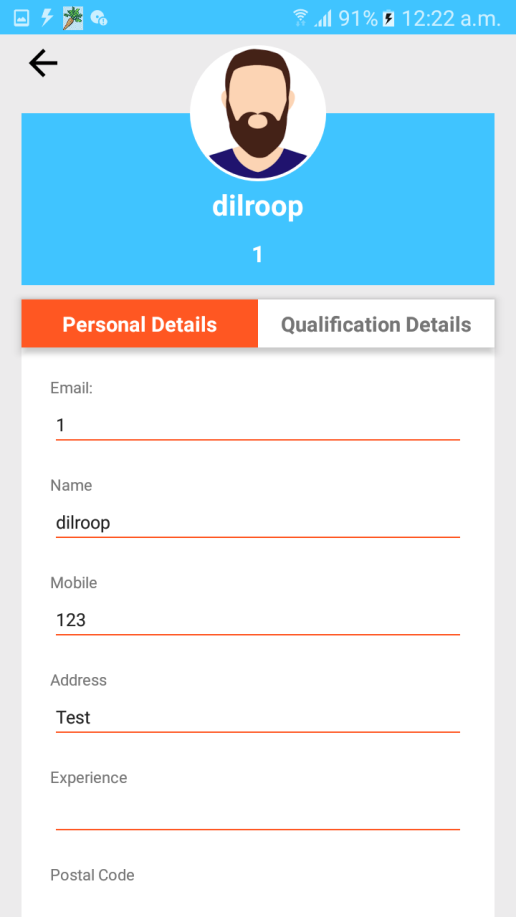 91% 12:22 a.m.
dilroop
1
Personal Details Qualification Details
Email:
1
Name
dilroop
Mobile
123
Address
Test
Experience
Postal Code